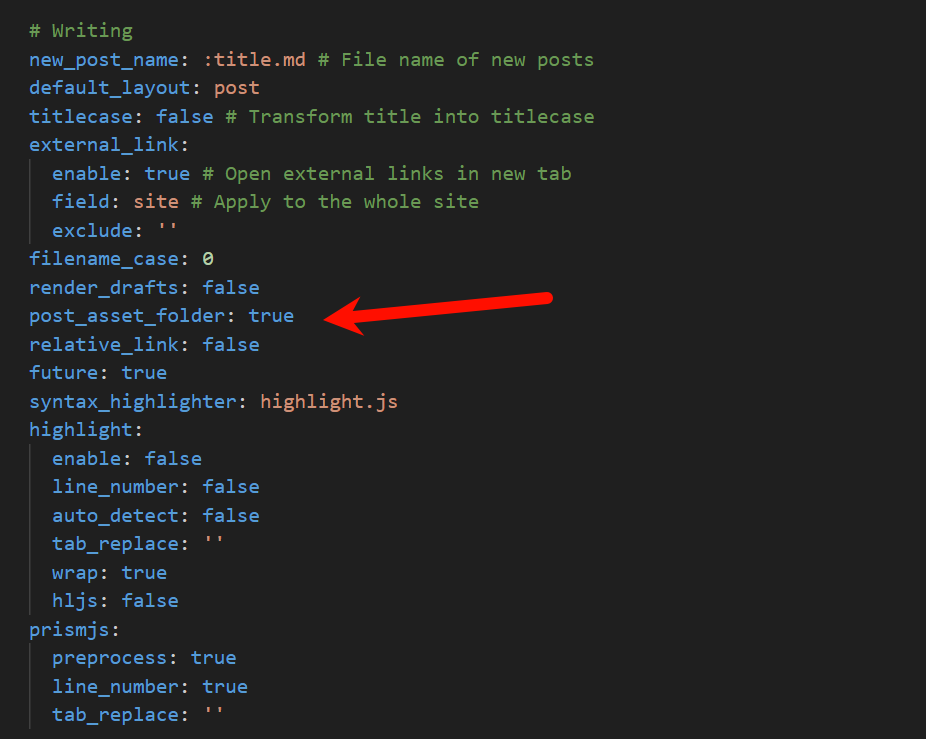 # Writing
new_post_name: :title.md # File name of new posts
default_layout: post
titlecase: false # Transform title into titlecase
external_link:
  enable: true # Open external links in new tab
  field: site # Apply to the whole site
  exclude: ''
filename_case: 0
render_drafts: false
post_asset_folder: true
relative_link: false
future: true
syntax_highlighter: highlight.js
highlight:
  enable: false
  line_number: false
  auto_detect: false
  tab_replace: ''
  wrap: true
  hljs: false
prismjs:
  preprocess: true
  line_number: true
  tab_replace: ''